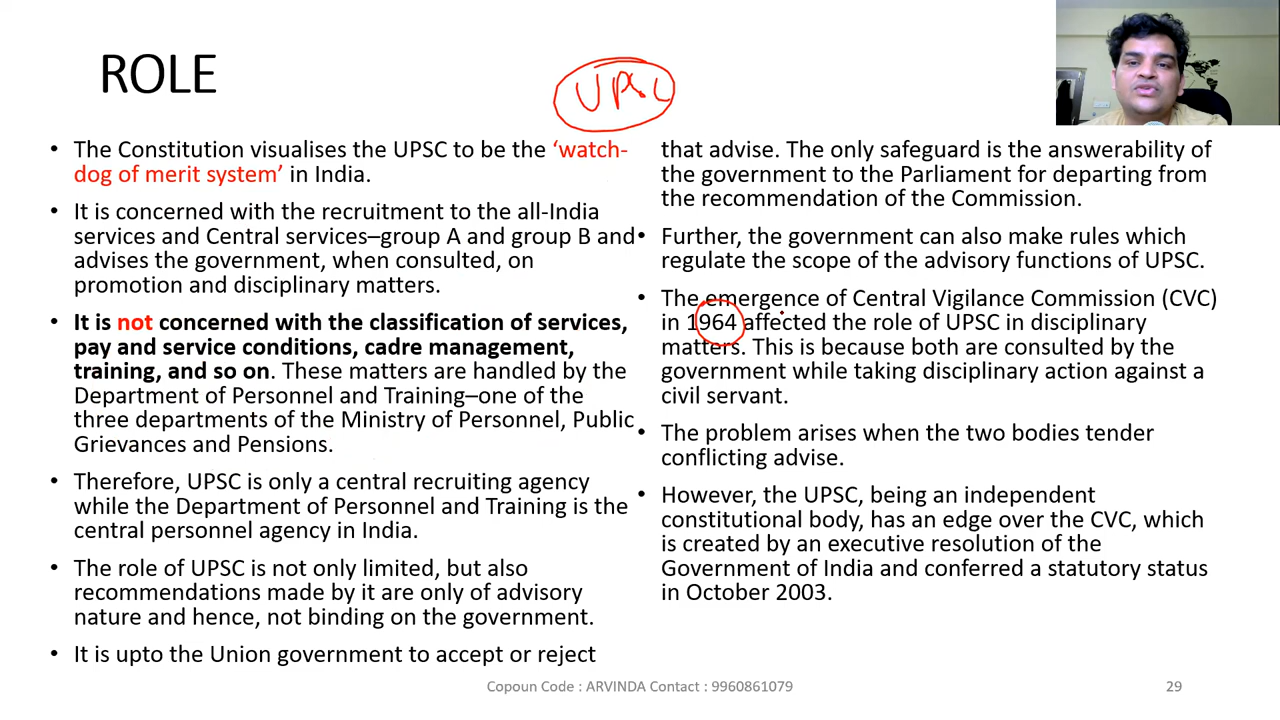 ROLE
UPSC
• The Constitution visualises the UPSC to be the ‘watch-
dog of merit system’ in India.
• It is concerned with the recruitment to the all-India
services and Central services–group A and group B and
advises the government, when consulted, on
promotion and disciplinary matters.
• It is not concerned with the classification of services,
pay and service conditions, cadre management,
training, and so on. These matters are handled by the
Department of Personnel and Training–one of the
three departments of the Ministry of Personnel, Public
Grievances and Pensions.
• Therefore, UPSC is only a central recruiting agency
while the Department of Personnel and Training is the
central personnel agency in India.
• The role of UPSC is not only limited, but also
recommendations made by it are only of advisory
nature and hence, not binding on the government.
• It is upto the Union government to accept or reject
that advise. The only safeguard is the answerability of
the government to the Parliament for departing from
the recommendation of the Commission.
• Further, the government can also make rules which
regulate the scope of the advisory functions of UPSC.
• The emergence of Central Vigilance Commission (CVC)
in 1964 affected the role of UPSC in disciplinary
matters. This is because both are consulted by the
government while taking disciplinary action against a
civil servant.
• The problem arises when the two bodies tender
conflicting advise.
• However, the UPSC, being an independent
constitutional body, has an edge over the CVC, which
is created by an executive resolution of the
Government of India and conferred a statutory status
in October 2003.
Copoun Code : ARVINDA Contact : 9960861079
29